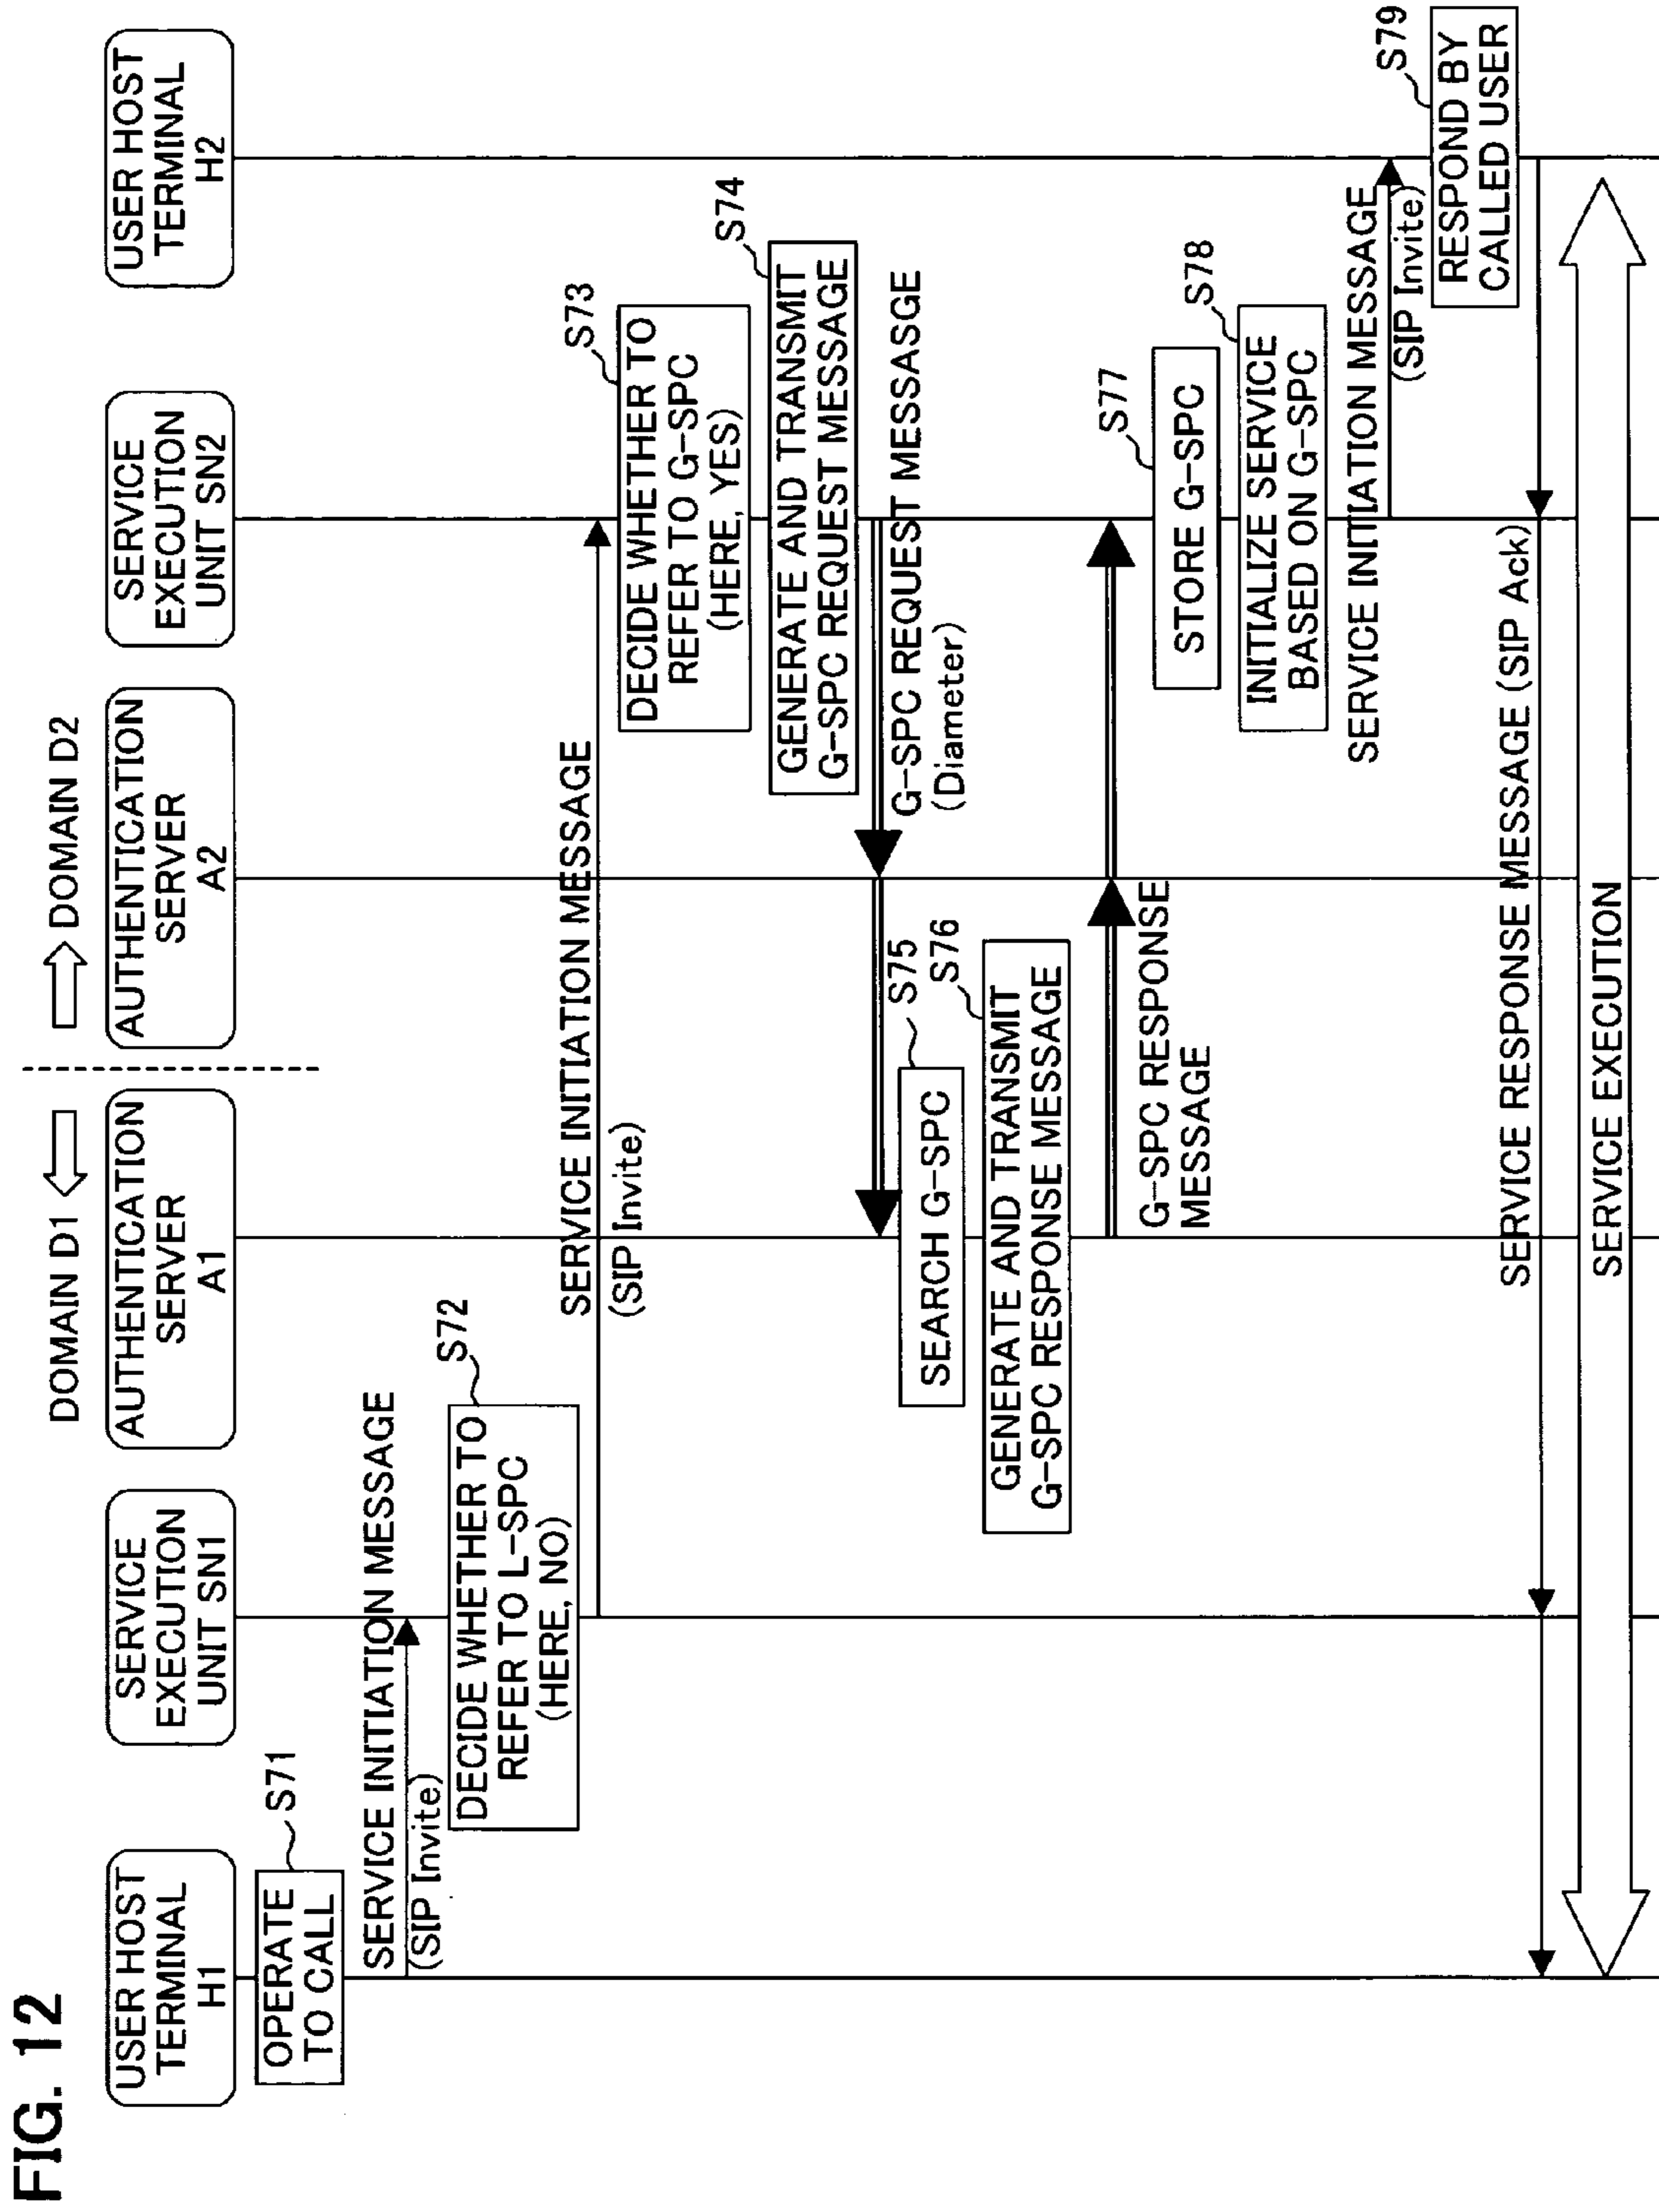 FIG. 12
DOMAIN D1
DOMAIN D2
USER HOST
TERMINAL
H1
SERVICE
EXECUTION
UNIT SN1
AUTHENTICATION
SERVER
A1
AUTHENTICATION
SERVER
A2
SERVICE
EXECUTION
UNIT SN2
USER HOST
TERMINAL
H2
OPERATE
TO CALL
S71
SERVICE INITIATION MESSAGE
(SIP Invite)
S72
DECIDE WHETHER TO
REFER TO L-SPC
(HERE, NO)
SERVICE INITIATION MESSAGE
(SIP Invite)
S73
DECIDE WHETHER TO
REFER TO G-SPC
(HERE, YES)
S74
GENERATE AND TRANSMIT
G-SPC REQUEST MESSAGE
G-SPC REQUEST MESSASGE
(Diameter)
S75
SEARCH G-SPC
S76
GENERATE AND TRANSMIT
G-SPC RESPONSE MESSAGE
G-SPC RESPONSE
MESSAGE
S77
STORE G-SPC
S78
INITIALIZE SERVICE
BASED ON G-SPC
SERVICE INITIATION MESSAGE
(SIP Invite)
S79
RESPOND BY
CALLED USER
SERVICE RESPONSE MESSAGE (SIP Ack)
SERVICE EXECUTION